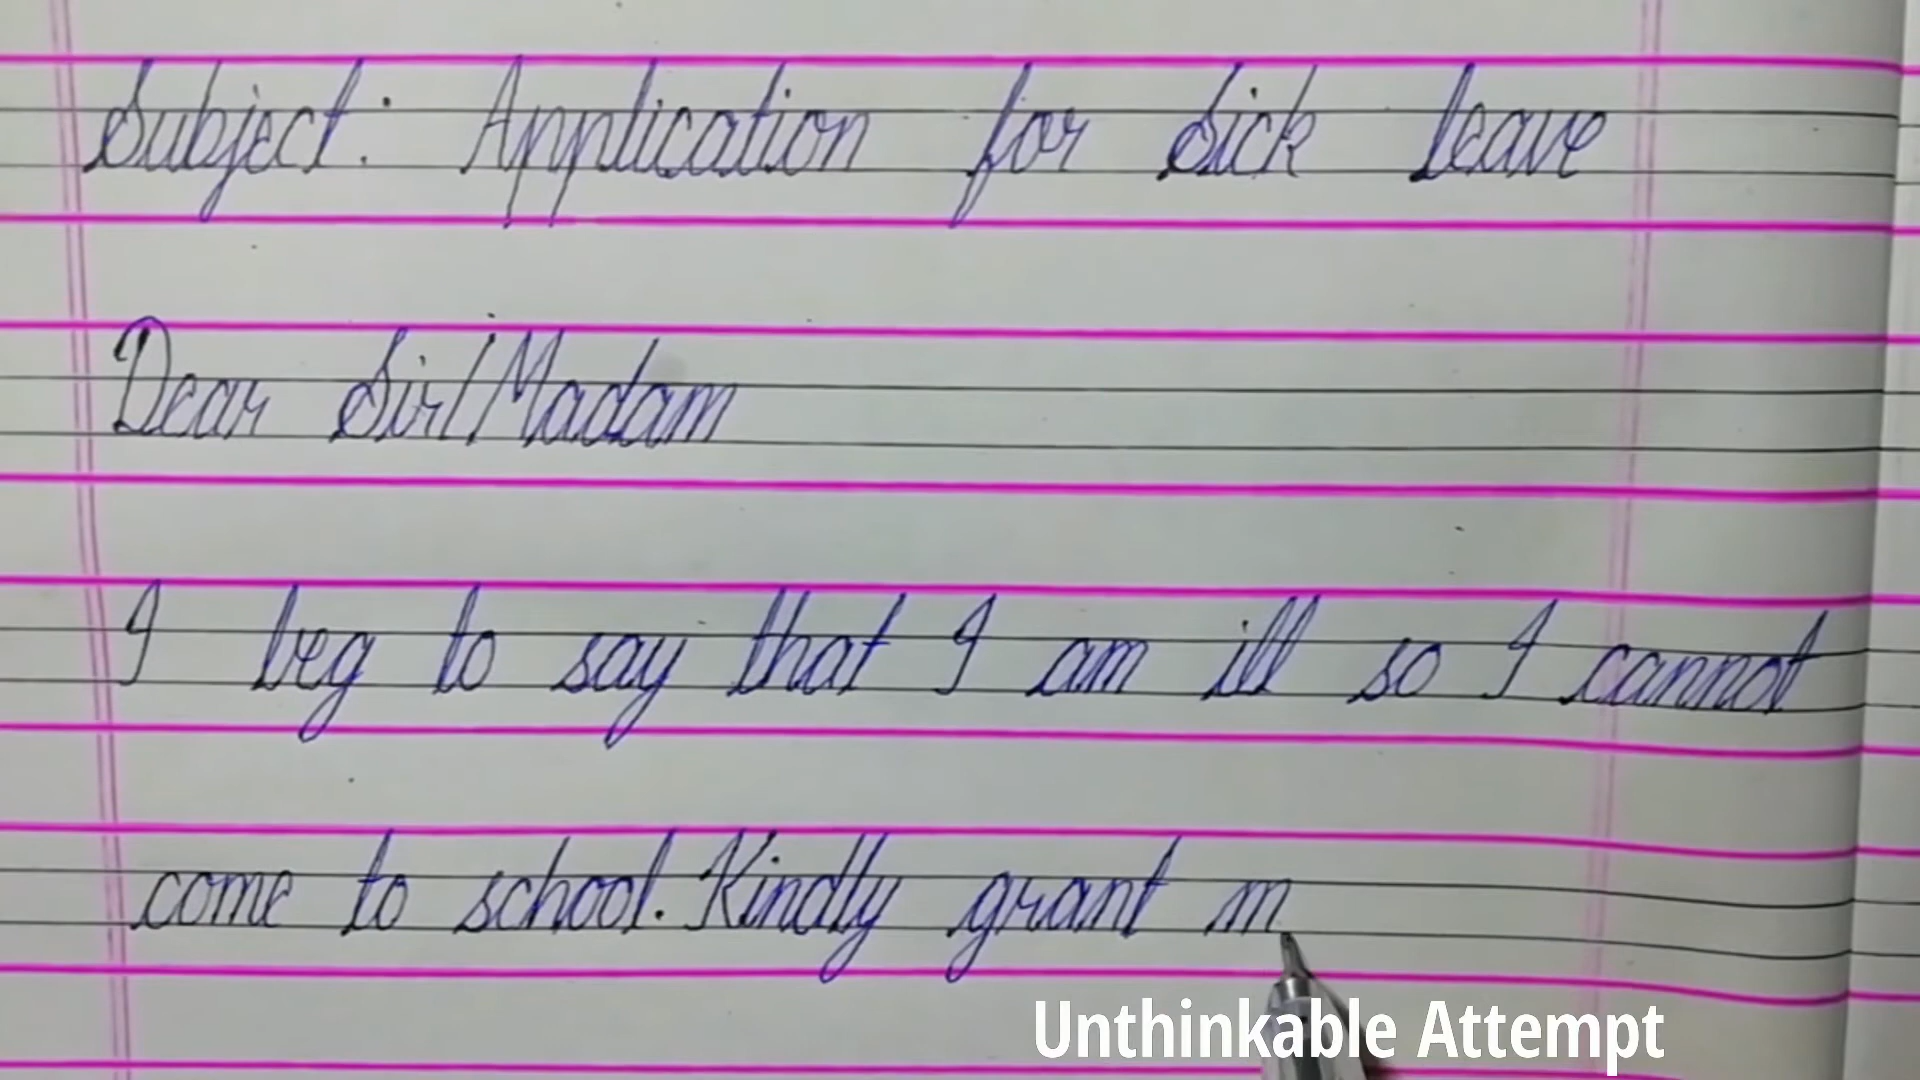 Subject: Application for Sick leave
Dear Sir/Madam
I beg to say that I am ill so I cannot
come to school. Kindly grant m
Unthinkable Attempt